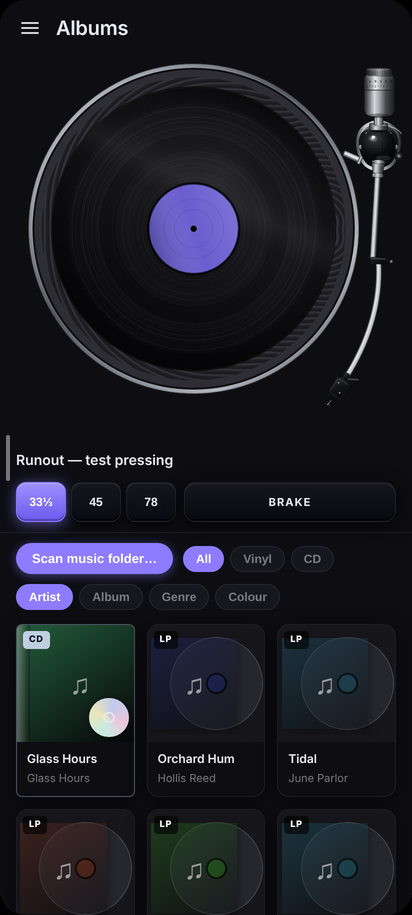 Albums
Runout — test pressing
33⅓ 45 78 BRAKE
Scan music folder… All Vinyl CD
Artist Album Genre Colour
CD LP LP
Glass Hours Orchard Hum Tidal
Glass Hours Hollis Reed June Parlor
LP LP LP